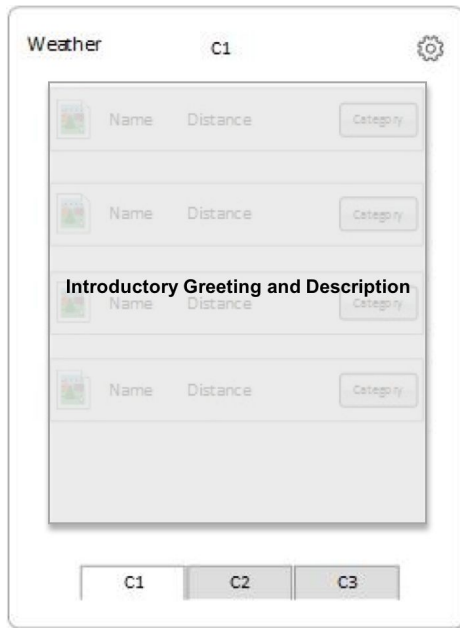 Weather C1
Name Distance Category
Name Distance Category
Introductory Greeting and Description
Name Distance Category
Name Distance Category
C1 C2 C3